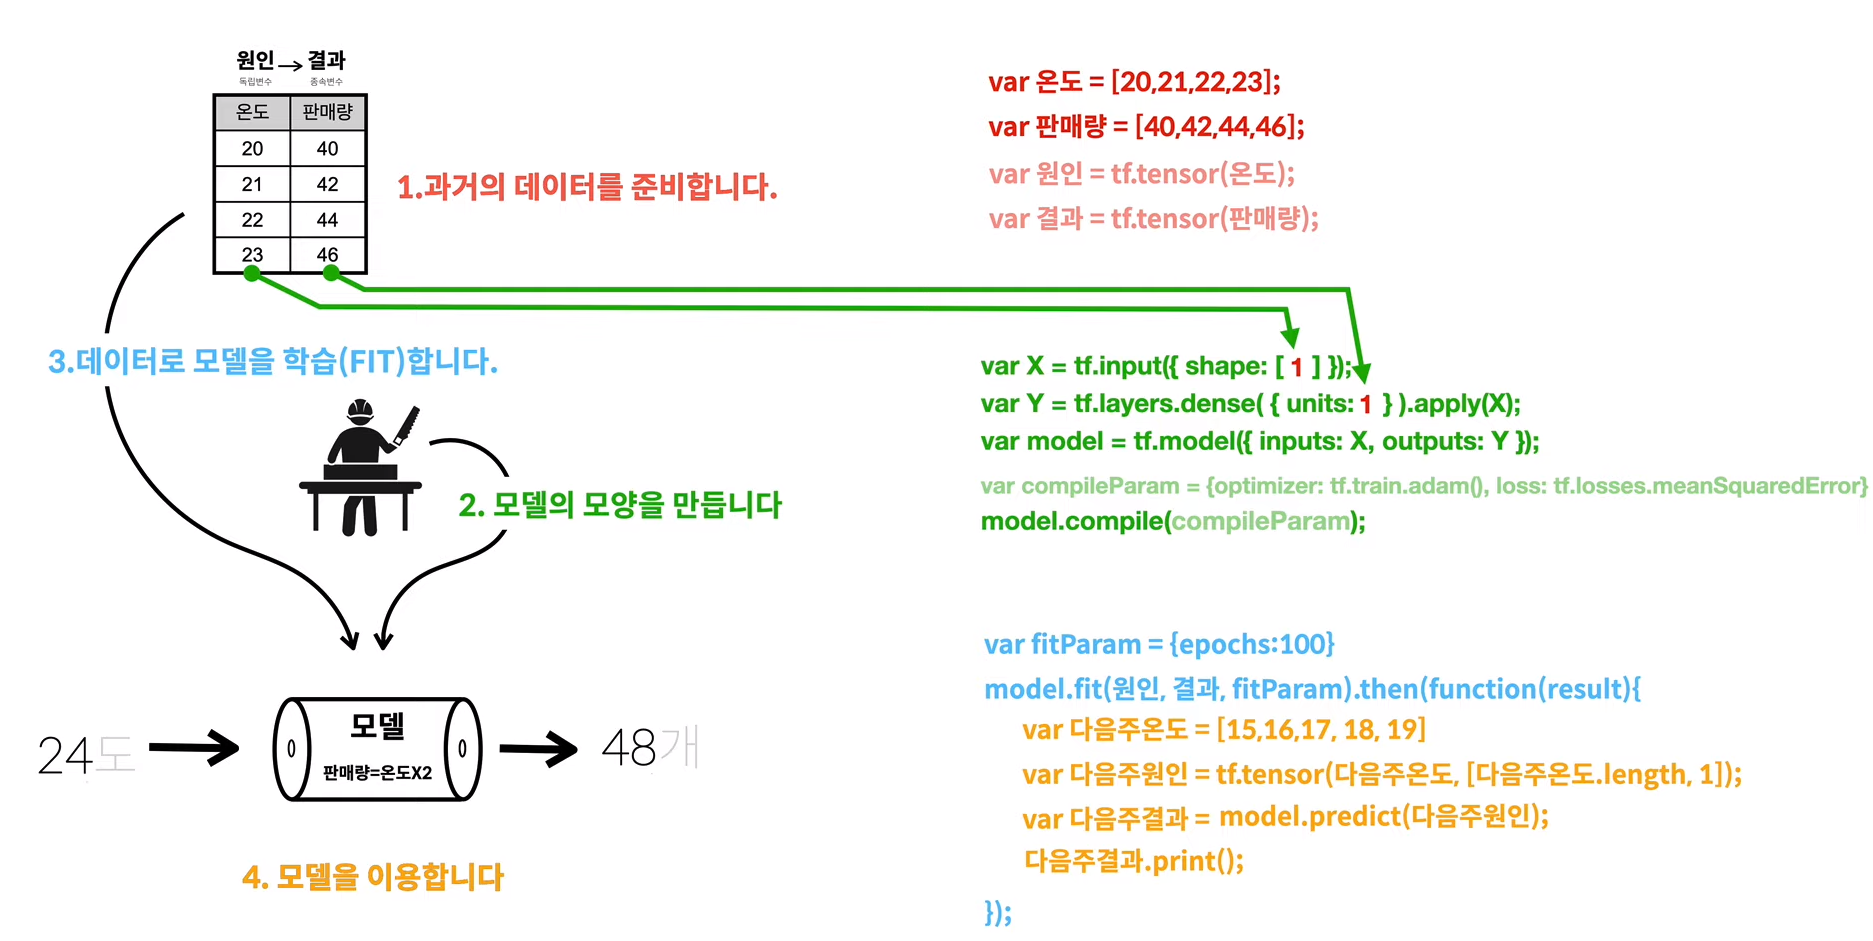 원인 → 결과
독립변수 종속변수
온도 판매량
20 40
21 42
22 44
23 46
1.과거의 데이터를 준비합니다.
3.데이터로 모델을 학습(FIT)합니다.
2. 모델의 모양을 만듭니다
24도
모델
판매량=온도X2
48개
4. 모델을 이용합니다
var 온도 = [20,21,22,23];
var 판매량 = [40,42,44,46];
var 원인 = tf.tensor(온도);
var 결과 = tf.tensor(판매량);
var X = tf.input({ shape: [ 1 ] });
var Y = tf.layers.dense( { units: 1 } ).apply(X);
var model = tf.model({ inputs: X, outputs: Y });
var compileParam = {optimizer: tf.train.adam(), loss: tf.losses.meanSquaredError}
model.compile(compileParam);
var fitParam = {epochs:100}
model.fit(원인, 결과, fitParam).then(function(result){
var 다음주온도 = [15,16,17, 18, 19]
var 다음주원인 = tf.tensor(다음주온도, [다음주온도.length, 1]);
var 다음주결과 = model.predict(다음주원인);
다음주결과.print();
});